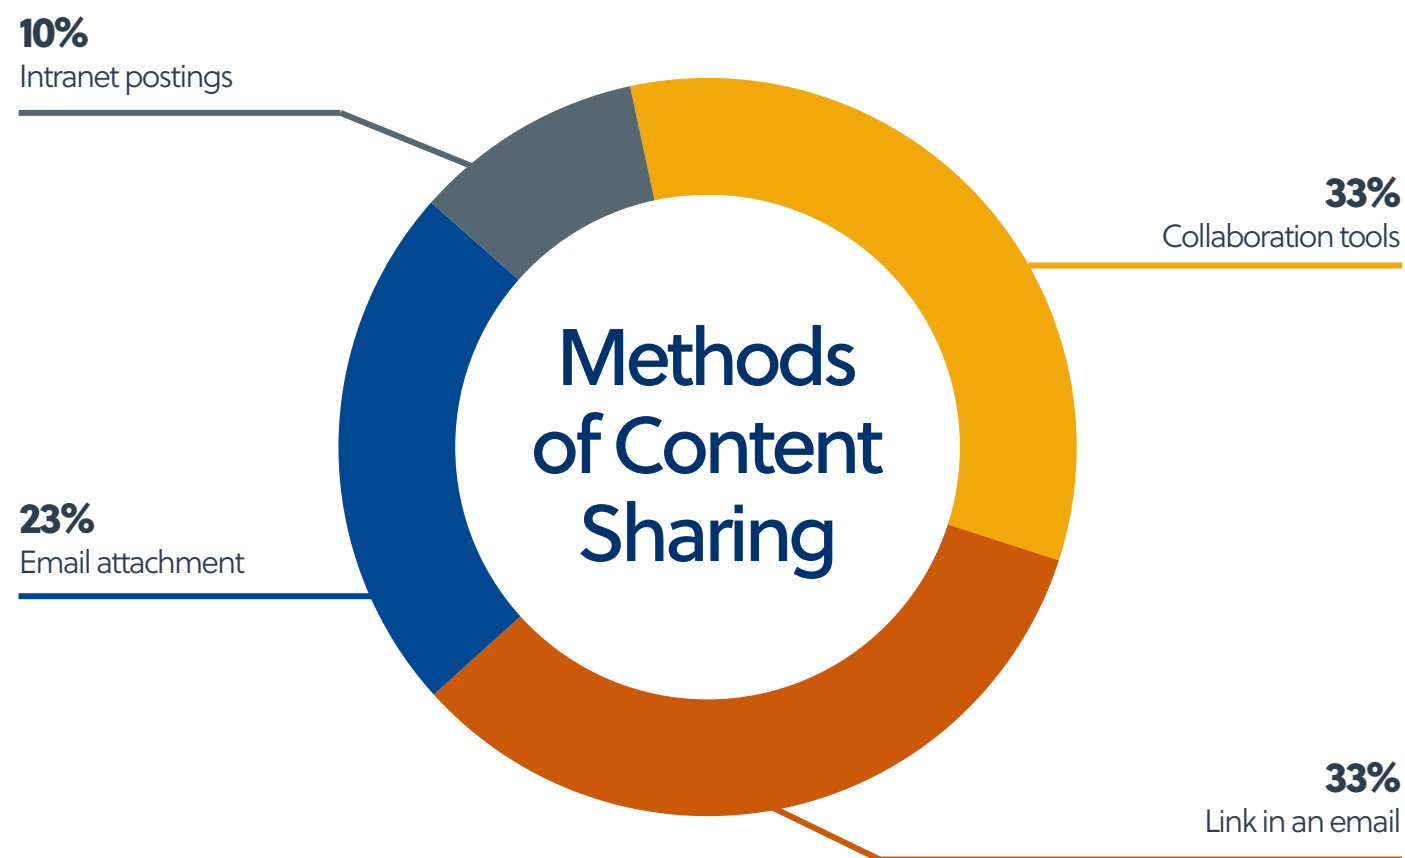 10%
Intranet postings
33%
Collaboration tools
Methods
of Content
Sharing
23%
Email attachment
33%
Link in an email